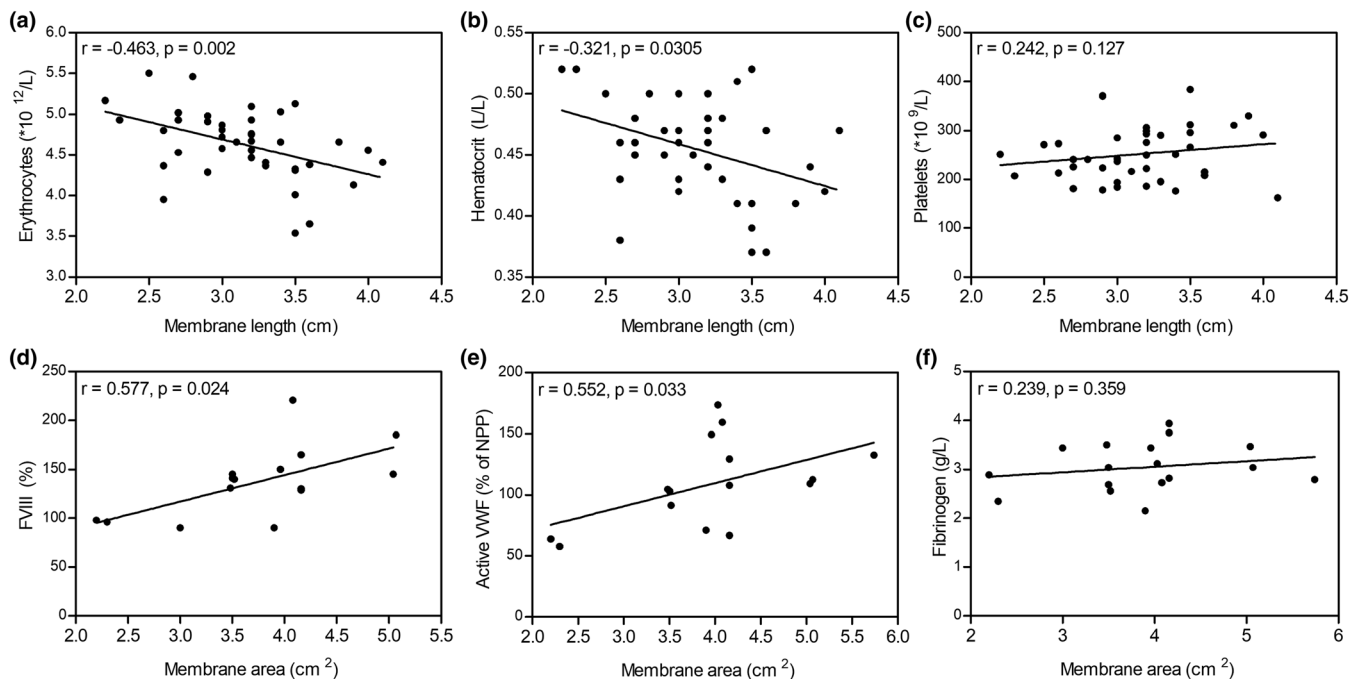 (a)
r = -0.463, p = 0.002
Erythrocytes (*10 12/L)
6.0
5.5
5.0
4.5
4.0
3.5
3.0
2.0 2.5 3.0 3.5 4.0 4.5
Membrane length (cm)
(b)
r = -0.321, p = 0.0305
Hematocrit (L/L)
0.55
0.50
0.45
0.40
0.35
2.0 2.5 3.0 3.5 4.0 4.5
Membrane length (cm)
(c)
r = 0.242, p = 0.127
Platelets (*10 9/L)
500
400
300
200
100
0
2.0 2.5 3.0 3.5 4.0 4.5
Membrane length (cm)
(d)
r = 0.577, p = 0.024
FVIII (%)
250
200
150
100
50
0
2.0 2.5 3.0 3.5 4.0 4.5 5.0 5.5
Membrane area (cm 2)
(e)
r = 0.552, p = 0.033
Active VWF (% of NPP)
200
150
100
50
0
2.0 2.5 3.0 3.5 4.0 4.5 5.0 5.5 6.0
Membrane area (cm 2)
(f)
r = 0.239, p = 0.359
Fibrinogen (g/L)
5
4
3
2
1
0
2 3 4 5 6
Membrane area (cm 2)